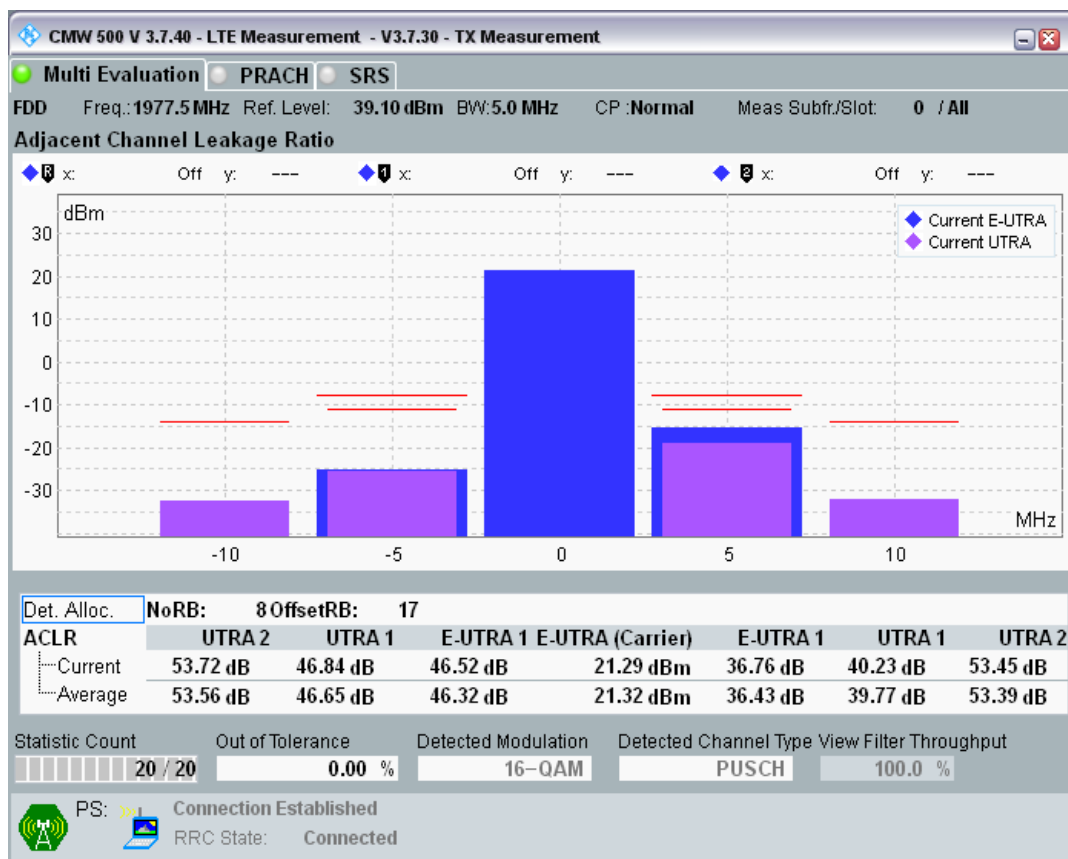 CMW 500 V 3.7.40 - LTE Measurement - V3.7.30 - TX Measurement
Multi Evaluation PRACH SRS
FDD Freq.:1977.5 MHz Ref. Level: 39.10 dBm BW:5.0 MHz CP :Normal Meas Subfr./Slot: 0 / All
Adjacent Channel Leakage Ratio
R x: Off y: --- 1 x: Off y: --- 2 x: Off y: ---
dBm
Current E-UTRA
Current UTRA
30
20
10
0
-10
-20
-30
MHz
-10 -5 0 5 10
Det. Alloc. NoRB: 8 OffsetRB: 17
ACLR UTRA 2 UTRA 1 E-UTRA 1 E-UTRA (Carrier) E-UTRA 1 UTRA 1 UTRA 2
Current 53.72 dB 46.84 dB 46.52 dB 21.29 dBm 36.76 dB 40.23 dB 53.45 dB
Average 53.56 dB 46.65 dB 46.32 dB 21.32 dBm 36.43 dB 39.77 dB 53.39 dB
Statistic Count Out of Tolerance Detected Modulation Detected Channel Type View Filter Throughput
20 / 20 0.00 % 16-QAM PUSCH 100.0 %
PS: Connection Established
RRC State: Connected